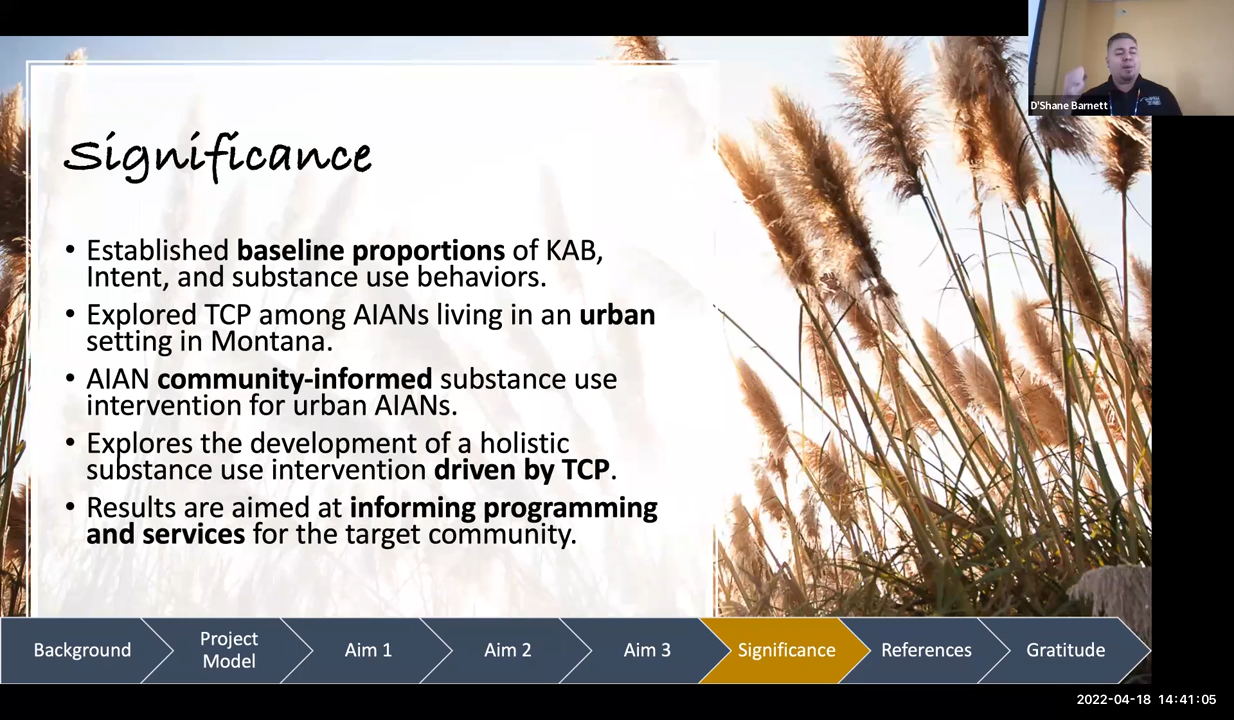 D'Shane Barnett
Significance
• Established baseline proportions of KAB,
Intent, and substance use behaviors.
• Explored TCP among AIANs living in an urban
setting in Montana.
• AIAN community-informed substance use
intervention for urban AIANs.
• Explores the development of a holistic
substance use intervention driven by TCP.
• Results are aimed at informing programming
and services for the target community.
Background
Project
Model
Aim 1
Aim 2
Aim 3
Significance
References
Gratitude
2022-04-18 14:41:05